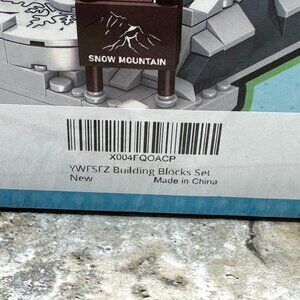 SNOW MOUNTAIN
X004FQOACP
YWFSFZ Building Blocks Set
New Made in China